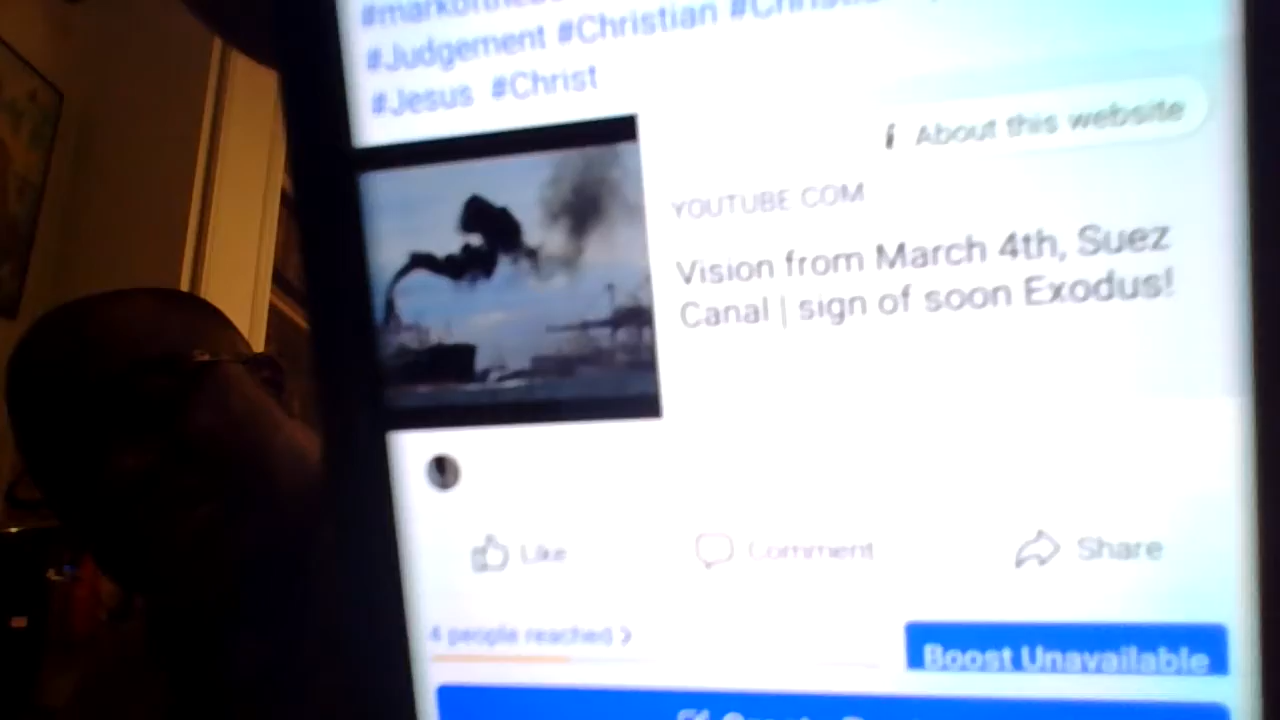 #Judgement #Christian
#Jesus #Christ
i About this website
YOUTUBE.COM
Vision from March 4th, Suez
Canal | sign of soon Exodus!
Like Comment Share
4 people reached >
Boost Unavailable